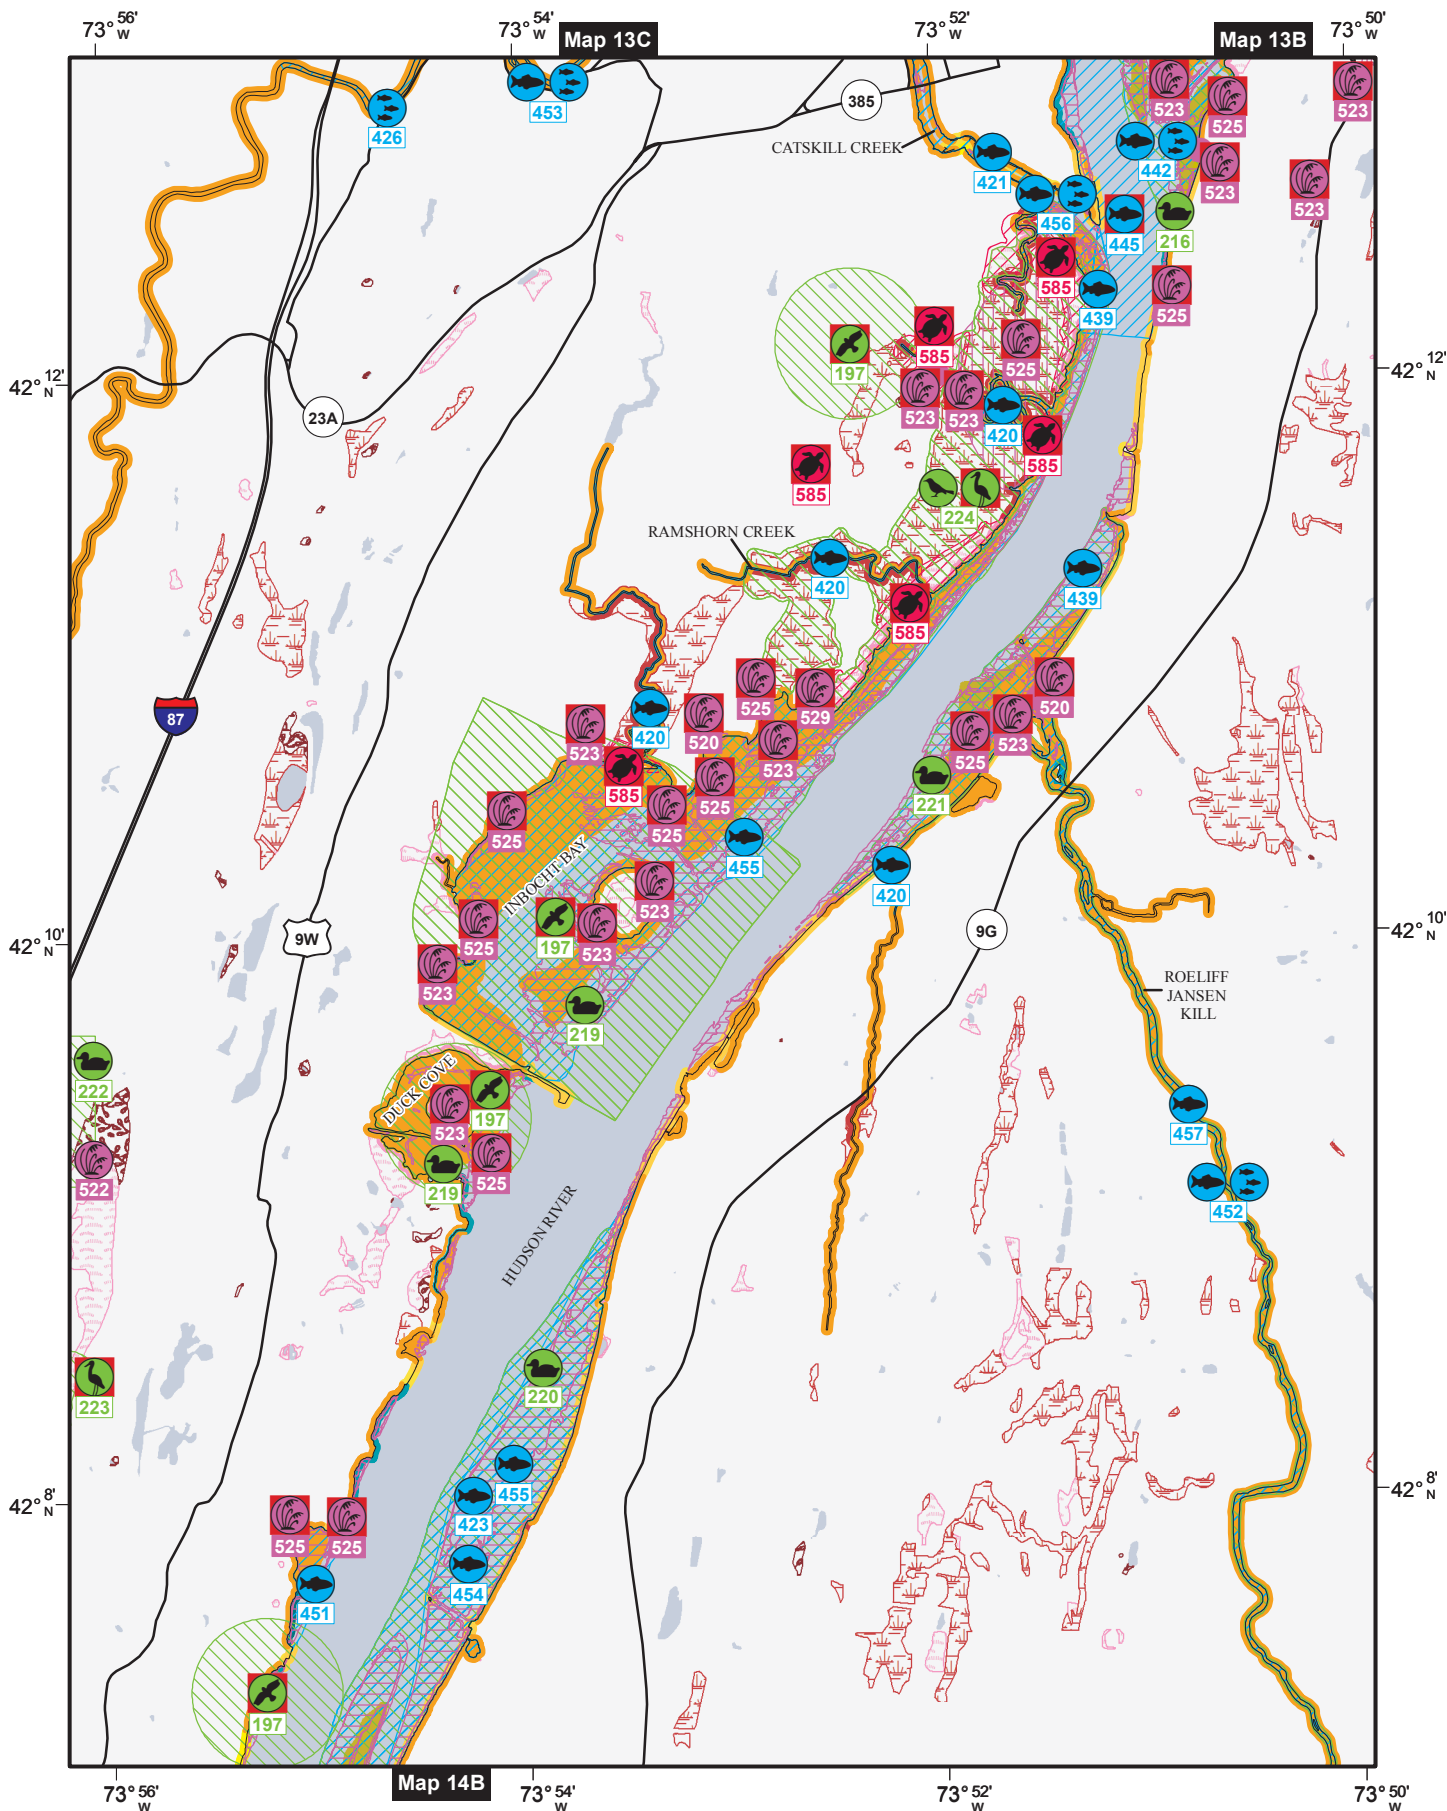 73°56' W
73°54' W
73°52' W
73°50' W
Map 13C
Map 13B
426
453
385
CATSKILL CREEK
421
456
445
442
216
523
525
523
523
523
525
585
439
197
585
525
523
523
420
585
42°12' N
42°12' N
23A
585
224
RAMSHORN CREEK
420
585
439
87
523
420
520
525
529
523
585
525
525
525
520
523
525
221
455
420
INBOCHT BAY
523
197
523
525
523
219
42°10' N
42°10' N
9W
9G
ROELIFF
JANSEN
KILL
222
522
223
DUCK COVE
523
197
219
525
457
452
HUDSON RIVER
220
455
423
454
42°8' N
42°8' N
525
525
451
197
Map 14B
73°56' W
73°54' W
73°52' W
73°50' W